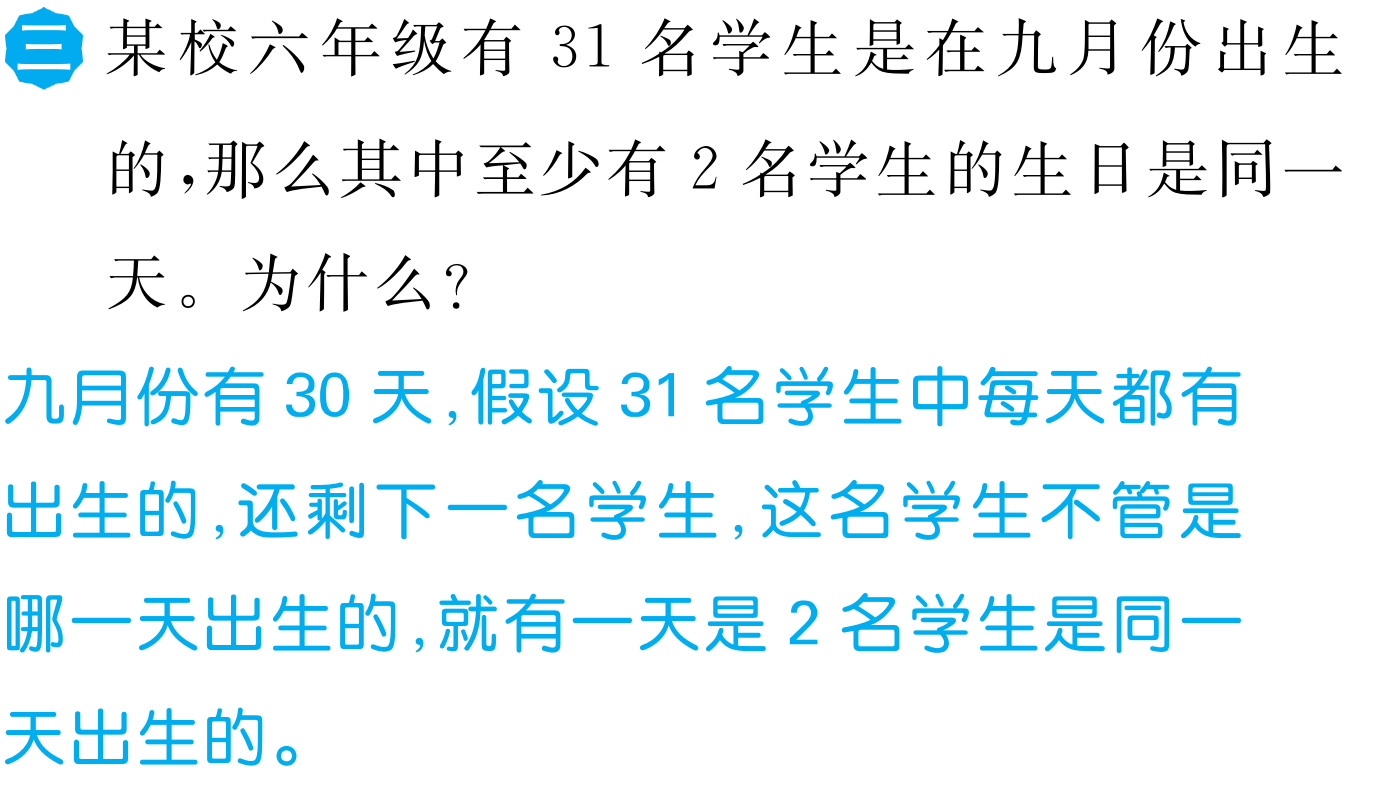 三 某校六年级有 31 名学生是在九月份出生
的,那么其中至少有 2 名学生的生日是同一
天。为什么?
九月份有 30 天,假设 31 名学生中每天都有
出生的,还剩下一名学生,这名学生不管是
哪一天出生的,就有一天是 2 名学生是同一
天出生的。